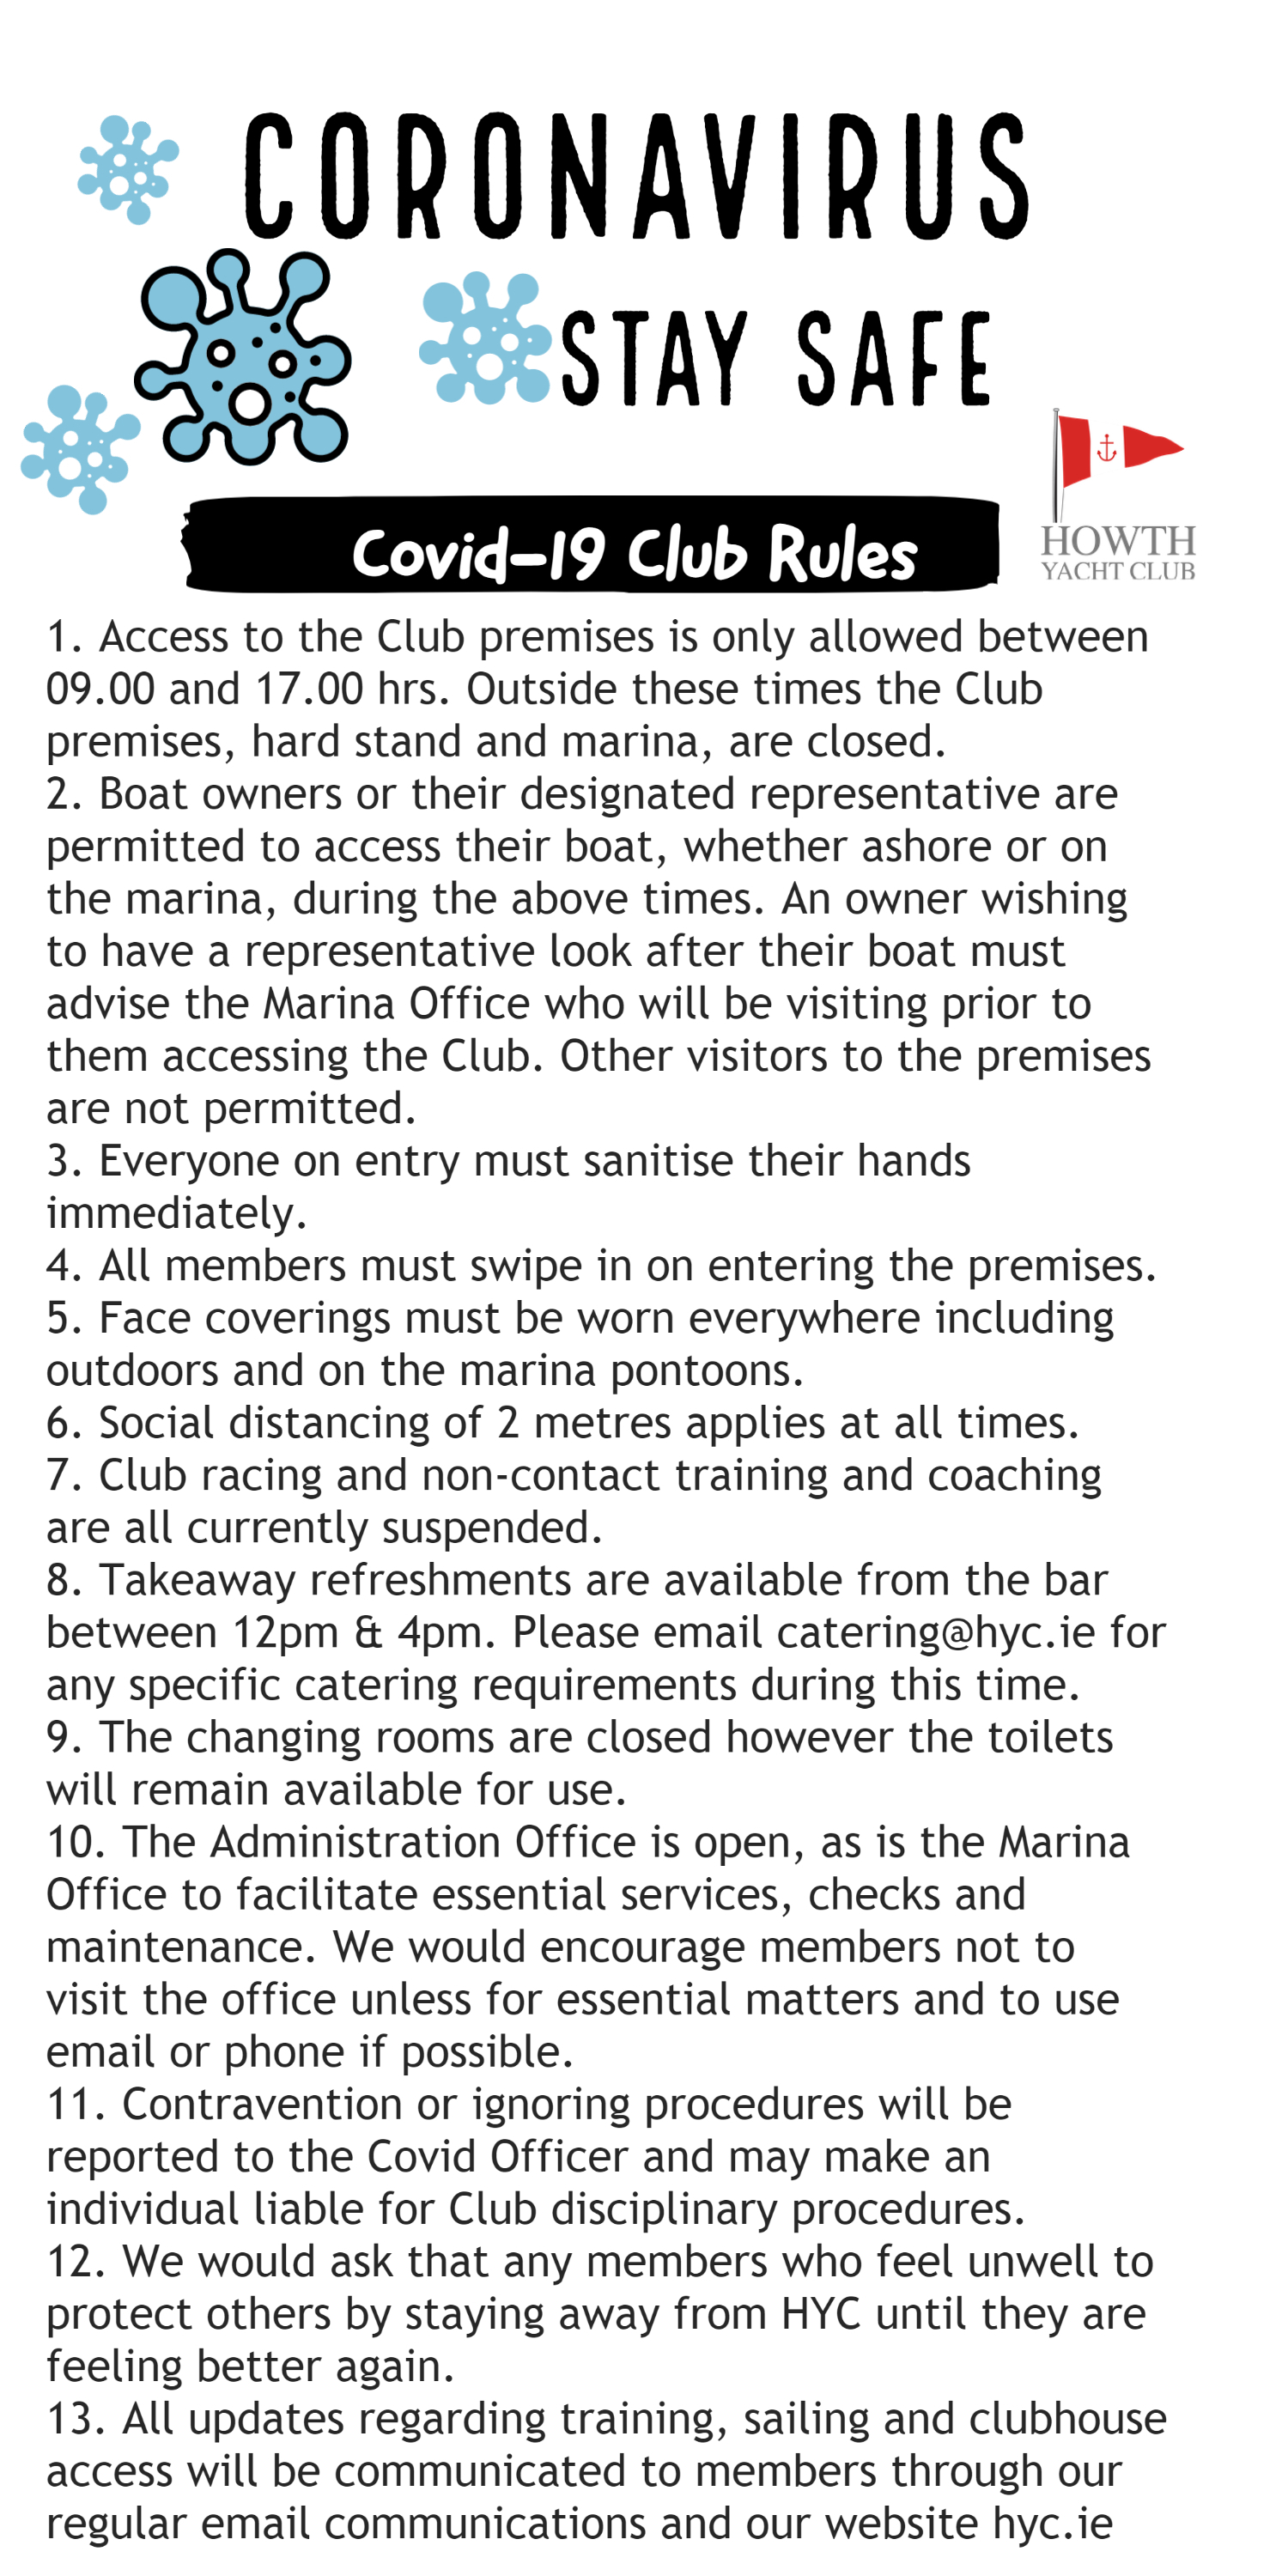 CORONAVIRUS
STAY SAFE
Covid-19 Club Rules
HOWTH
YACHT CLUB
1. Access to the Club premises is only allowed between
09.00 and 17.00 hrs. Outside these times the Club
premises, hard stand and marina, are closed.
2. Boat owners or their designated representative are
permitted to access their boat, whether ashore or on
the marina, during the above times. An owner wishing
to have a representative look after their boat must
advise the Marina Office who will be visiting prior to
them accessing the Club. Other visitors to the premises
are not permitted.
3. Everyone on entry must sanitise their hands
immediately.
4. All members must swipe in on entering the premises.
5. Face coverings must be worn everywhere including
outdoors and on the marina pontoons.
6. Social distancing of 2 metres applies at all times.
7. Club racing and non-contact training and coaching
are all currently suspended.
8. Takeaway refreshments are available from the bar
between 12pm & 4pm. Please email catering@hyc.ie for
any specific catering requirements during this time.
9. The changing rooms are closed however the toilets
will remain available for use.
10. The Administration Office is open, as is the Marina
Office to facilitate essential services, checks and
maintenance. We would encourage members not to
visit the office unless for essential matters and to use
email or phone if possible.
11. Contravention or ignoring procedures will be
reported to the Covid Officer and may make an
individual liable for Club disciplinary procedures.
12. We would ask that any members who feel unwell to
protect others by staying away from HYC until they are
feeling better again.
13. All updates regarding training, sailing and clubhouse
access will be communicated to members through our
regular email communications and our website hyc.ie